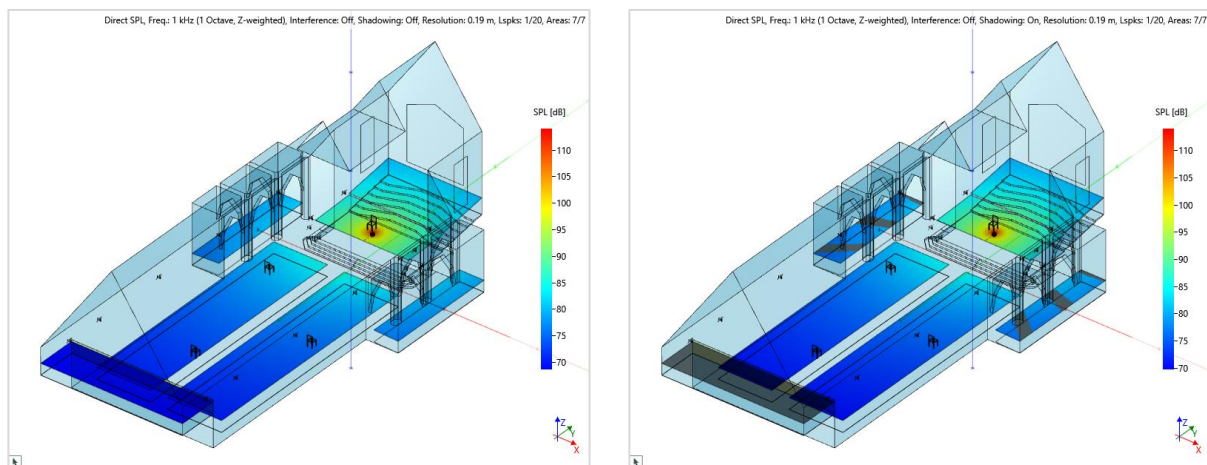 Direct SPL, Freq.: 1 kHz (1 Octave, Z-weighted), Interference: Off, Shadowing: Off, Resolution: 0.19 m, Lspks: 1/20, Areas: 7/7
SPL [dB]
110
105
100
95
90
85
80
75
70
Z
Y
X
Direct SPL, Freq.: 1 kHz (1 Octave, Z-weighted), Interference: Off, Shadowing: On, Resolution: 0.19 m, Lspks: 1/20, Areas: 7/7
SPL [dB]
110
105
100
95
90
85
80
75
70
Z
Y
X